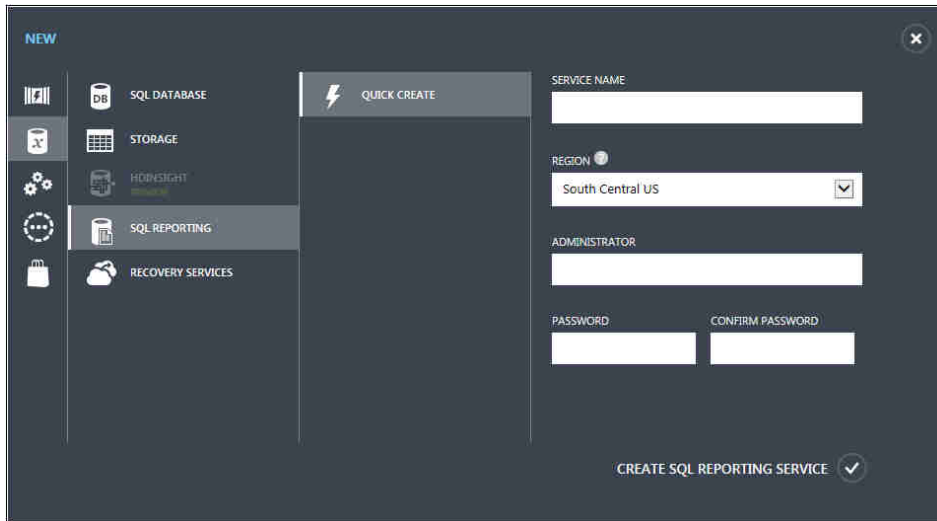 NEW
DB
SQL DATABASE
STORAGE
HDINSIGHT
x
SQL REPORTING
RECOVERY SERVICES
QUICK CREATE
SERVICE NAME
REGION ?
South Central US
ADMINISTRATOR
PASSWORD
CONFIRM PASSWORD
CREATE SQL REPORTING SERVICE